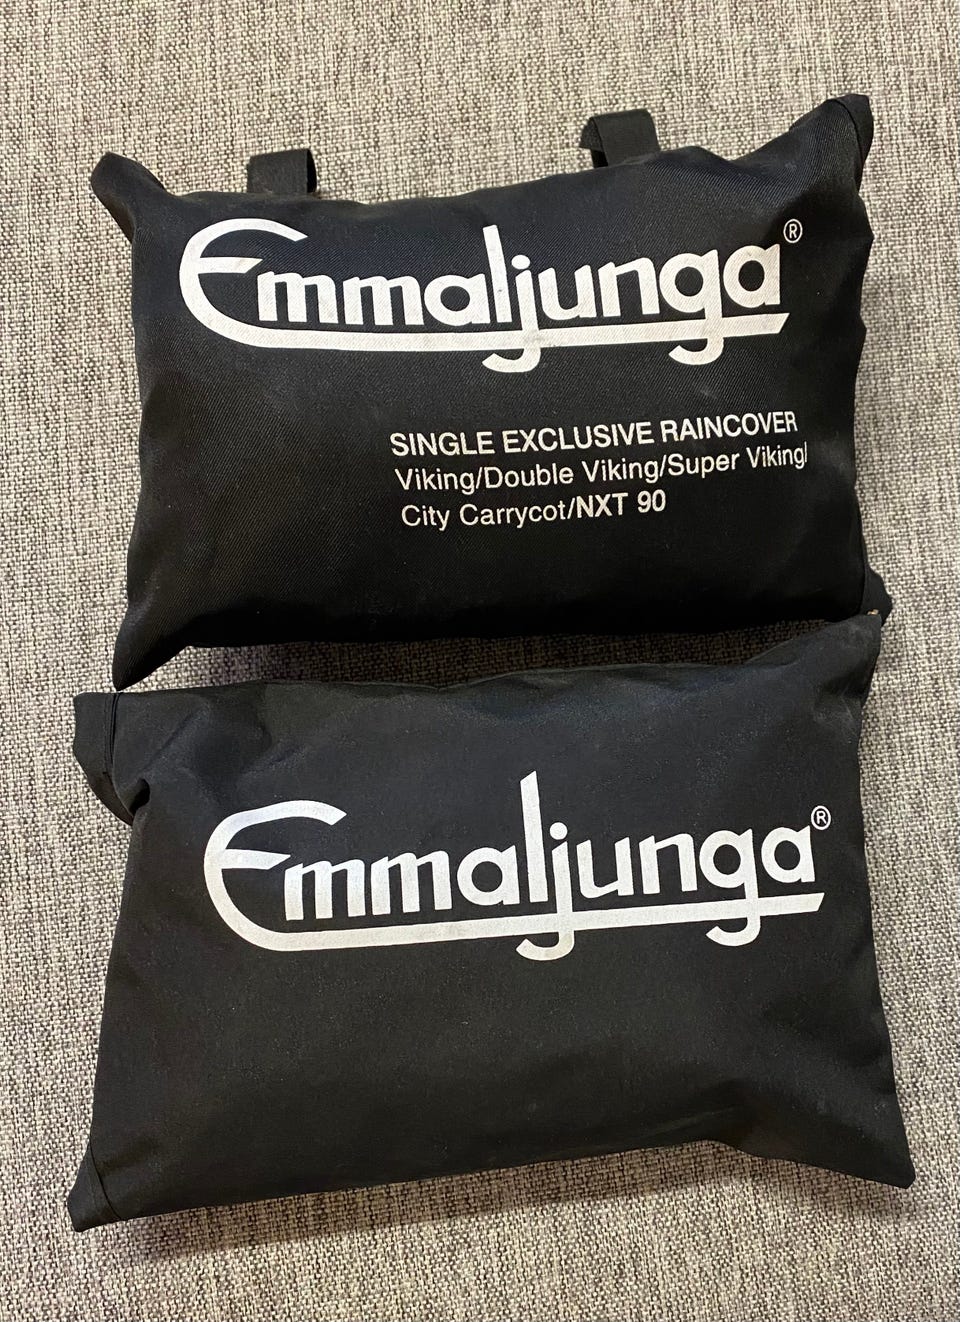 Emmaljunga®
SINGLE EXCLUSIVE RAINCOVER
Viking/Double Viking/Super Viking/
City Carrycot/NXT 90
Emmaljunga®